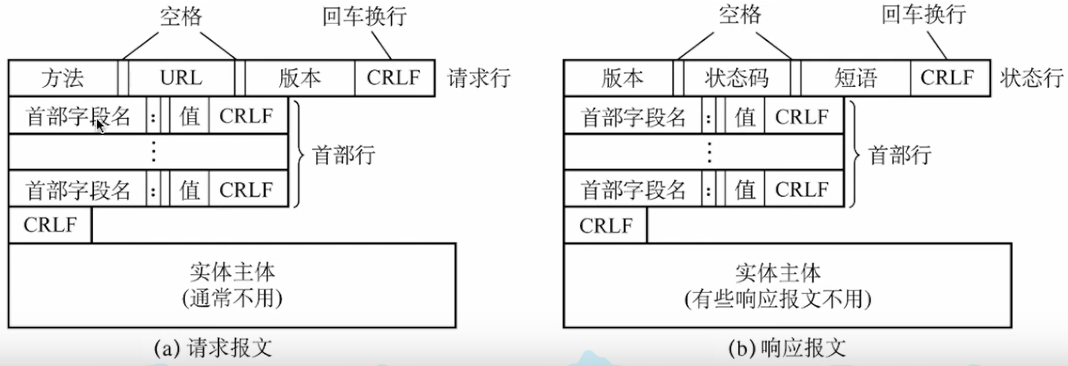 空格 回车换行
方法 URL 版本 CRLF 请求行
首部字段名 : 值 CRLF
⋮ 首部行
首部字段名 : 值 CRLF
CRLF
实体主体
(通常不用)
(a) 请求报文
空格 回车换行
版本 状态码 短语 CRLF 状态行
首部字段名 : 值 CRLF
⋮ 首部行
首部字段名 : 值 CRLF
CRLF
实体主体
(有些响应报文不用)
(b) 响应报文